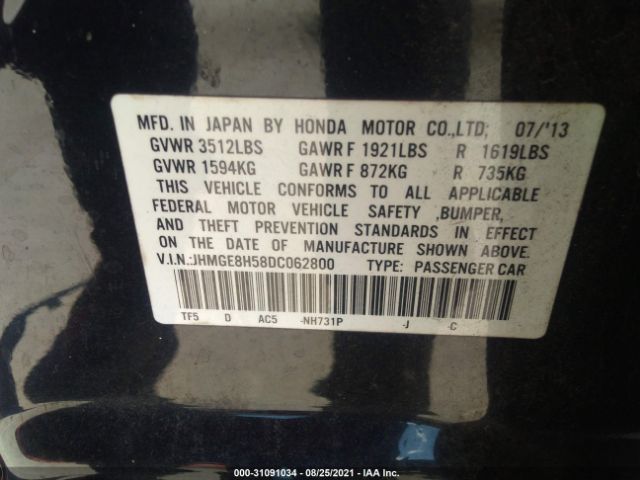 MFD. IN JAPAN BY HONDA MOTOR CO.,LTD; 07/'13
GVWR 3512LBS GAWR F 1921LBS R 1619LBS
GVWR 1594KG GAWR F 872KG R 735KG
THIS VEHICLE CONFORMS TO ALL APPLICABLE
FEDERAL MOTOR VEHICLE SAFETY ,BUMPER,
AND THEFT PREVENTION STANDARDS IN EFFECT
ON THE DATE OF MANUFACTURE SHOWN ABOVE.
V.I.N.:JHMGE8H58DC062800 TYPE: PASSENGER CAR
TF5 D AC5 -NH731P -J -C
000-31091034 - 08/25/2021 - IAA Inc.